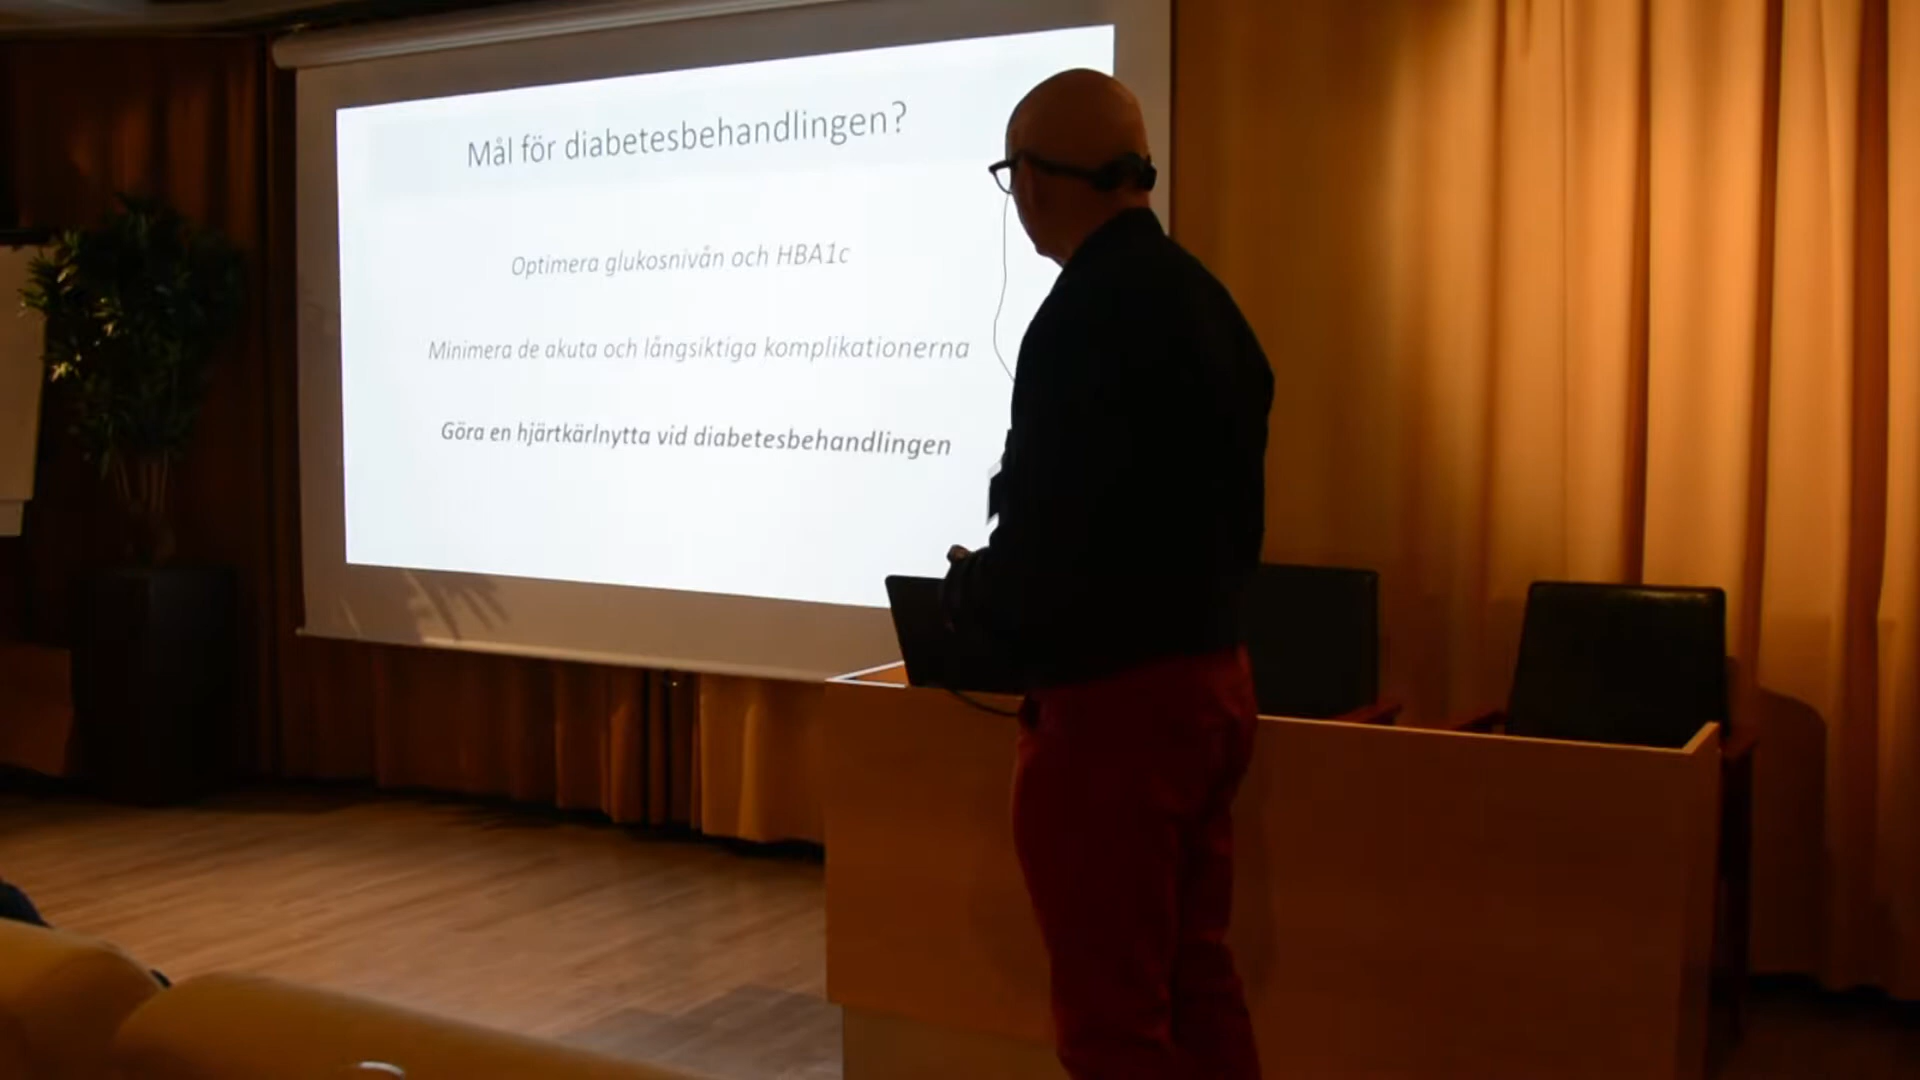 Mål för diabetesbehandlingen?
Optimera glukosnivån och HBA1c
Minimera de akuta och långsiktiga komplikationerna
Göra en hjärtkärlnytta vid diabetesbehandlingen